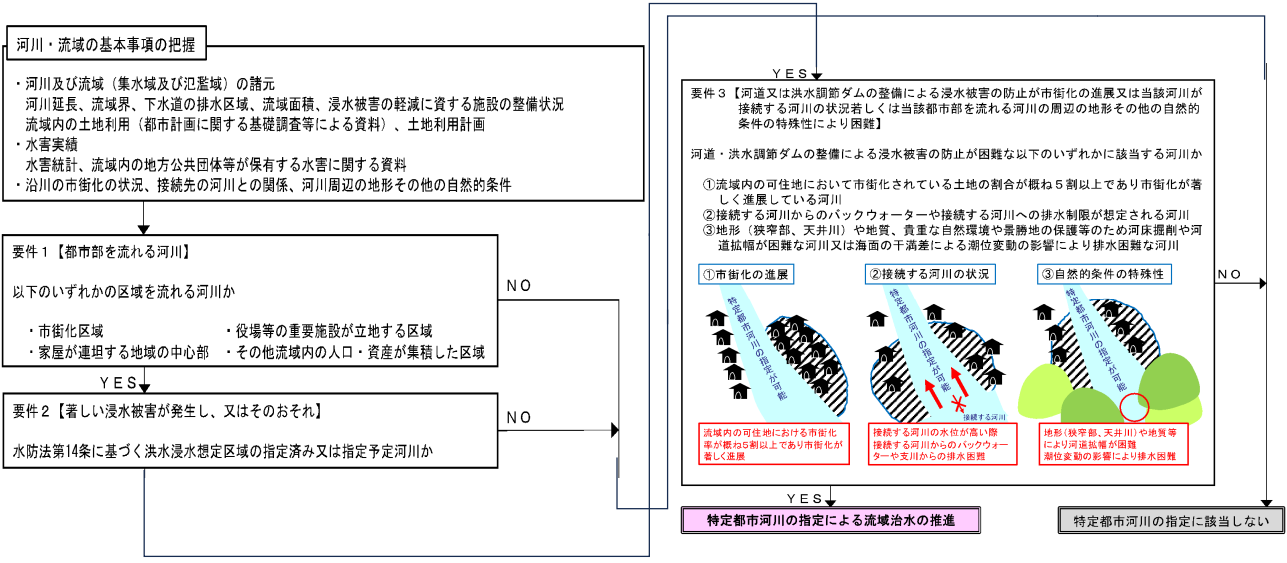 河川・流域の基本事項の把握
・河川及び流域（集水域及び氾濫域）の諸元
河川延長、流域界、下水道の排水区域、流域面積、浸水被害の軽減に資する施設の整備状況
流域内の土地利用（都市計画に関する基礎調査等による資料）、土地利用計画
・水害実績
水害統計、流域内の地方公共団体等が保有する水害に関する資料
・沿川の市街化の状況、接続先の河川との関係、河川周辺の地形その他の自然的条件
要件１【都市部を流れる河川】
以下のいずれかの区域を流れる河川か
・市街化区域　・役場等の重要施設が立地する区域
・家屋が連坦する地域の中心部　・その他流域内の人口・資産が集積した区域
NO
YES
要件２【著しい浸水被害が発生し、又はそのおそれ】
水防法第14条に基づく洪水浸水想定区域の指定済み又は指定予定河川か
NO
YES
要件３【河道又は洪水調節ダムの整備による浸水被害の防止が市街化の進展又は当該河川が
接続する河川の状況若しくは当該都市部を流れる河川の周辺の地形その他の自然的
条件の特殊性により困難】
河道・洪水調節ダムの整備による浸水被害の防止が困難な以下のいずれかに該当する河川か
①流域内の可住地において市街化されている土地の割合が概ね５割以上であり市街化が著
しく進展している河川
②接続する河川からのバックウォーターや接続する河川への排水制限が想定される河川
③地形（狭窄部、天井川）や地質、貴重な自然環境や景勝地の保護等のため河床掘削や河
道拡幅が困難な河川又は海面の干満差による潮位変動の影響により排水困難な河川
①市街化の進展
特定都市河川の指定が可能
流域内の可住地における市街化
率が概ね5割以上であり市街化が
著しく進展
②接続する河川の状況
特定都市河川の指定が可能
接続する河川
接続する河川の水位が高い際
接続する河川からのバックウォー
ターや支川からの排水困難
③自然的条件の特殊性
特定都市河川の指定が可能
地形（狭窄部、天井川）や地質等
により河道拡幅が困難
潮位変動の影響により排水困難
NO
YES
特定都市河川の指定による流域治水の推進
特定都市河川の指定に該当しない